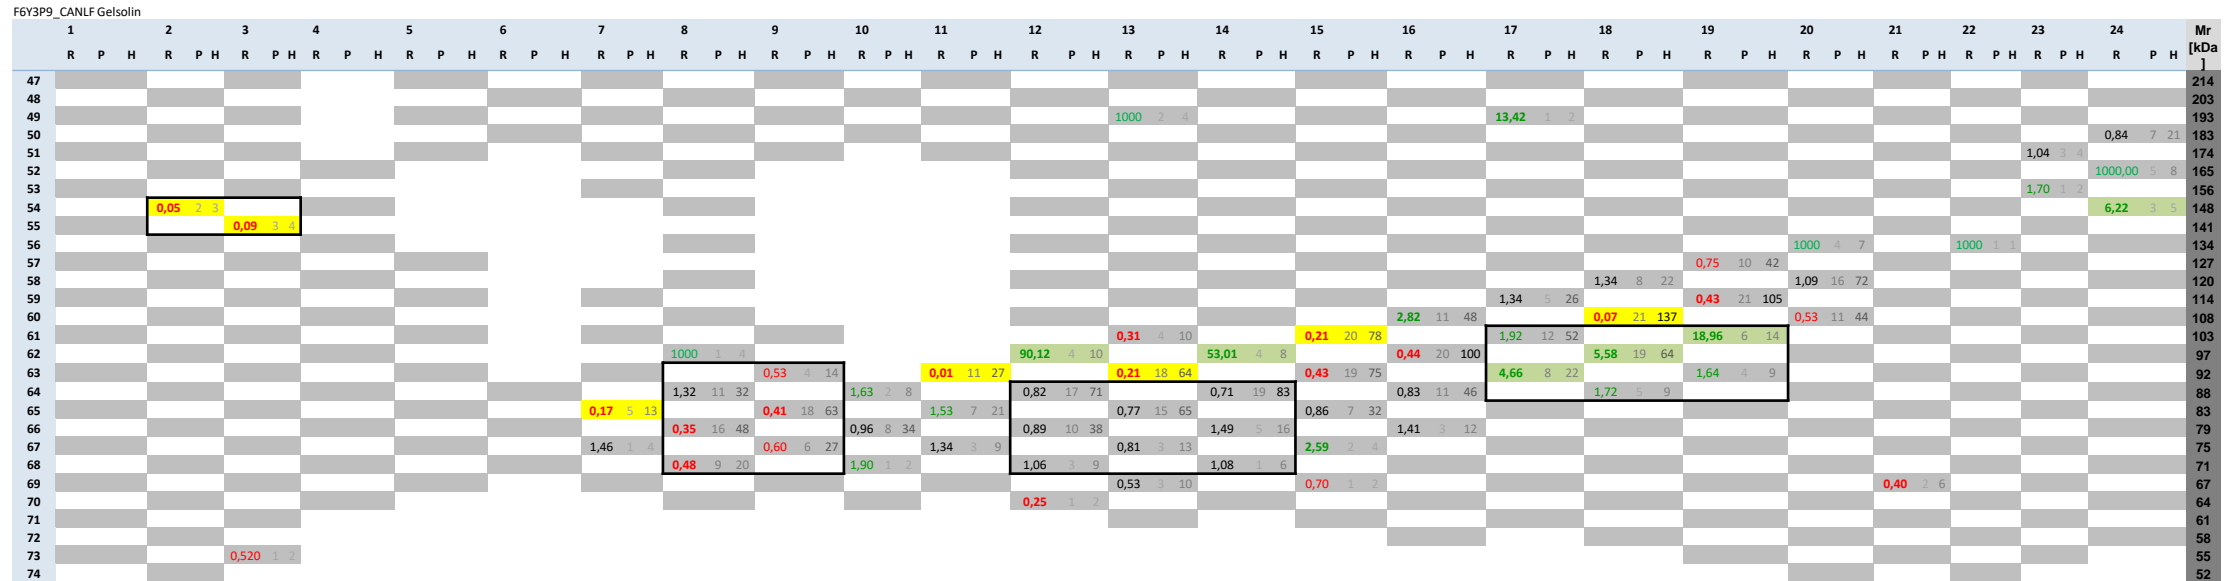 F6Y3P9_CANLF Gelsolin
1 2 3 4 5 6 7 8 9 10 11 12 13 14 15 16 17 18 19 20 21 22 23 24 Mr
R P H R P H R P H R P H R P H R P H R P H R P H R P H R P H R P H R P H R P H R P H R P H R P H R P H R P H R P H R P H R P H R P H R P H R P H [kDa
]
47 214
48 203
49 1000 2 4 13,42 1 2 193
50 0,84 7 21 183
51 1,04 3 4 174
52 1000,00 5 8 165
53 1,70 1 2 156
54 0,05 2 3 6,22 3 5 148
55 0,09 3 4 141
56 1000 4 7 1000 1 1 134
57 0,75 10 42 127
58 1,34 8 22 1,09 16 72 120
59 1,34 5 26 0,43 21 105 114
60 2,82 11 48 0,07 21 137 0,53 11 44 108
61 0,31 4 10 0,21 20 78 1,92 12 52 18,96 6 14 103
62 1000 1 4 90,12 4 10 53,01 4 8 0,44 20 100 5,58 19 64 97
63 0,53 4 14 0,01 11 27 0,21 18 64 0,43 19 75 4,66 8 22 1,64 4 9 92
64 1,32 11 32 1,63 2 8 0,82 17 71 0,71 19 83 0,83 11 46 1,72 5 9 88
65 0,17 5 13 0,41 18 63 1,53 7 21 0,77 15 65 0,86 7 32 83
66 0,35 16 48 0,96 8 34 0,89 10 38 1,49 5 16 1,41 3 12 79
67 1,46 1 4 0,60 6 27 1,34 3 9 0,81 3 13 2,59 2 4 75
68 0,48 9 20 1,90 1 2 1,06 3 9 1,08 1 6 71
69 0,53 3 10 0,70 1 2 0,40 2 6 67
70 0,25 1 2 64
71 61
72 58
73 0,520 1 2 55
74 52